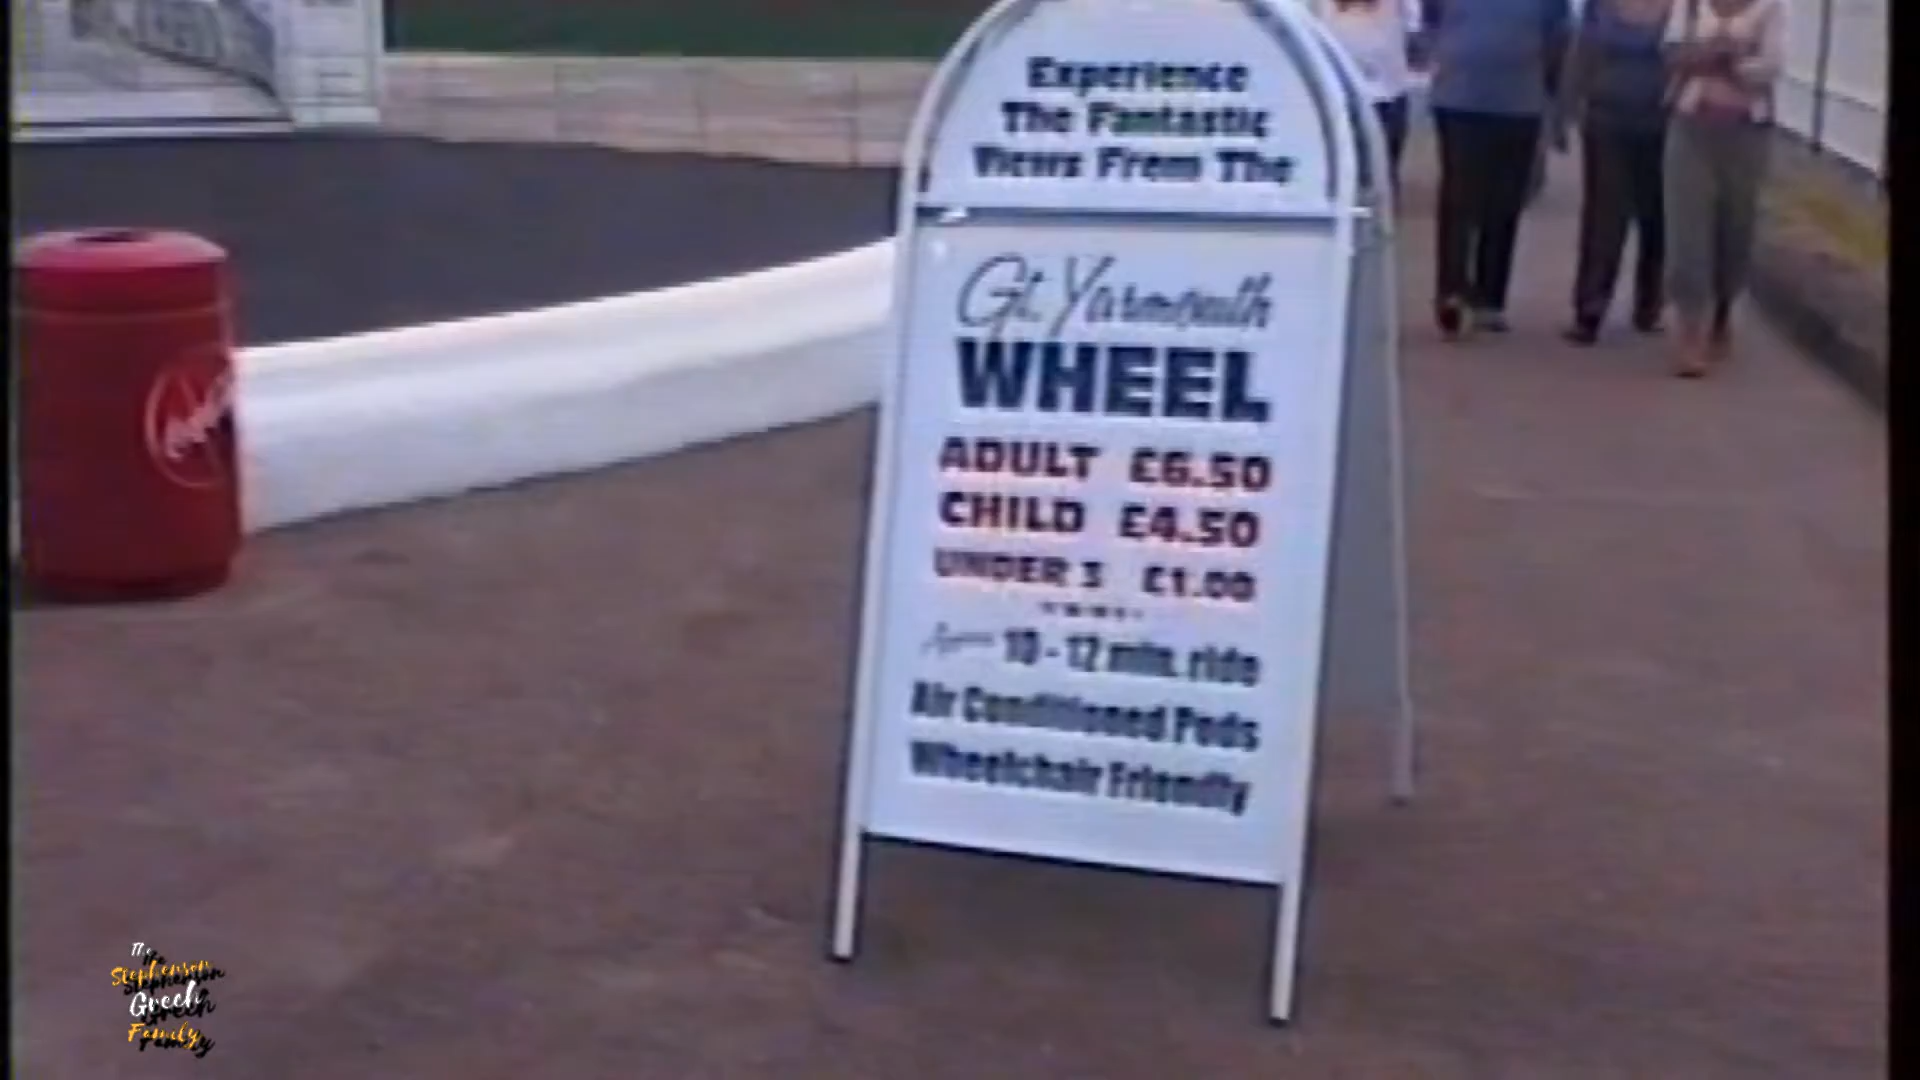 Experience
The Fantastic
Views From The
Gt. Yarmouth
WHEEL
ADULT £6.50
CHILD £4.50
UNDER 3 £1.00
10 - 12 min. ride
Air Conditioned Pods
Wheelchair Friendly
The
Stephenson
Green
Family